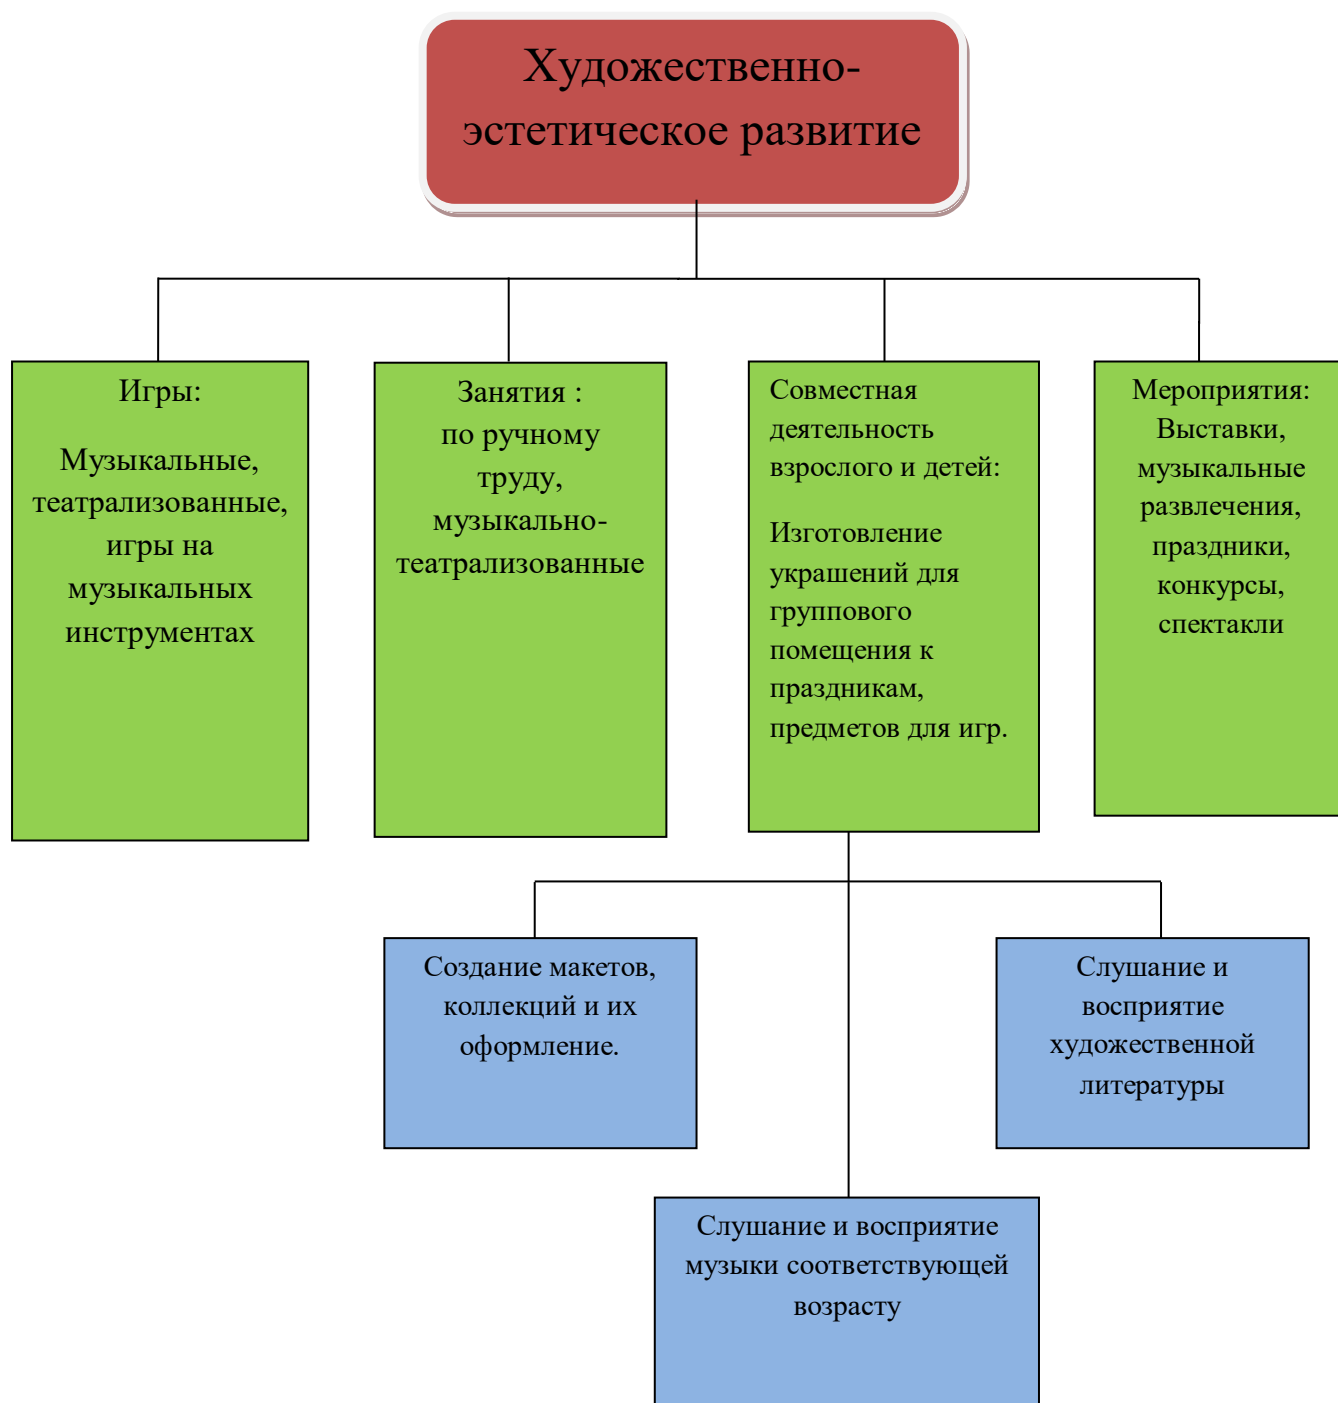 Художественно-
эстетическое развитие
Игры:
Музыкальные,
театрализованные,
игры на
музыкальных
инструментах
Занятия :
по ручному
труду,
музыкально-
театрализованные
Совместная
деятельность
взрослого и детей:
Изготовление
украшений для
группового
помещения к
праздникам,
предметов для игр.
Мероприятия:
Выставки,
музыкальные
развлечения,
праздники,
конкурсы,
спектакли
Создание макетов,
коллекций и их
оформление.
Слушание и
восприятие
художественной
литературы
Слушание и восприятие
музыки соответствующей
возрасту